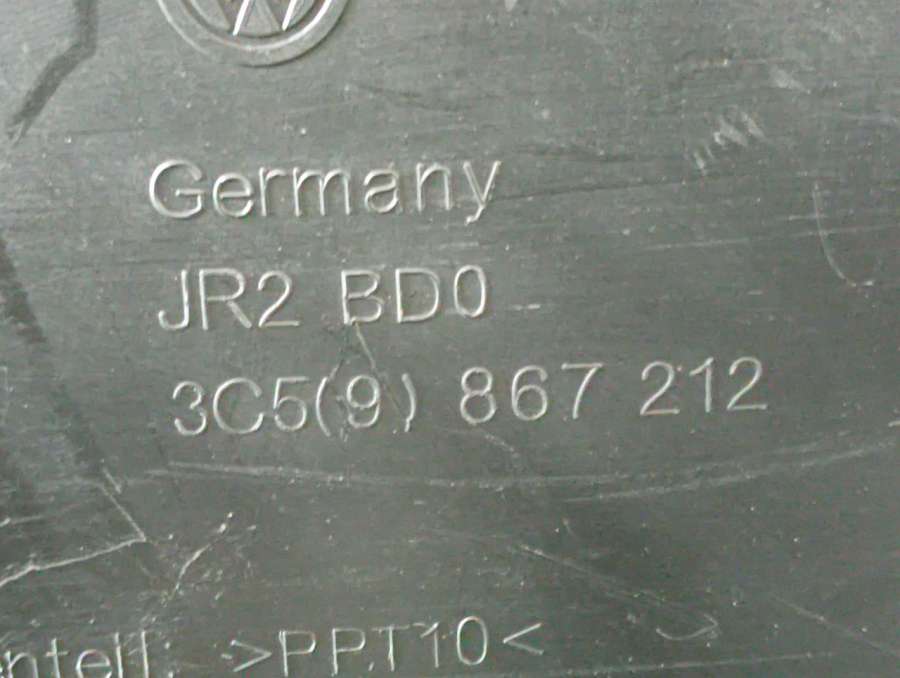 Germany
JR2 BD0
3C5(9) 867 212
>PP.T10<